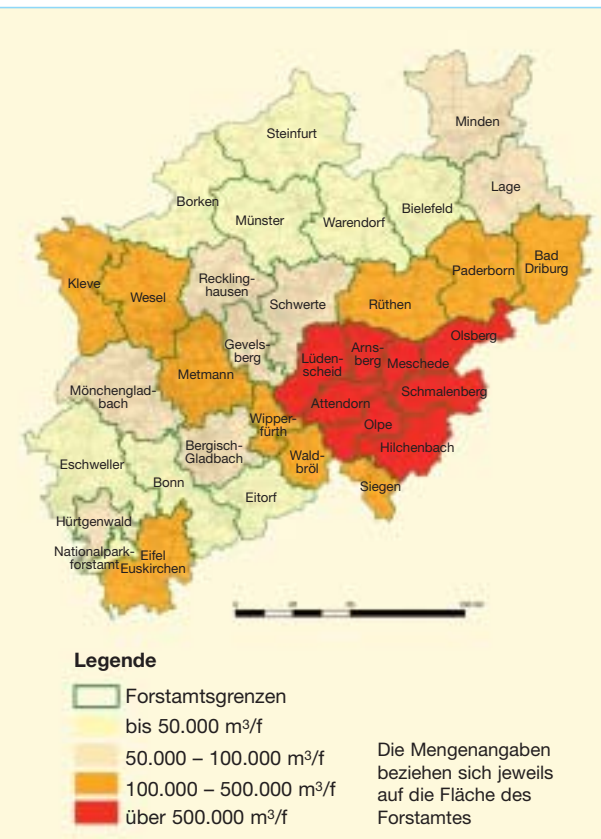 Minden
Steinfurt
Lage
Borken
Bielefeld
Münster
Warendorf
Bad
Driburg
Paderborn
Kleve
Reckling-
hausen
Wesel
Schwerte
Rüthen
Olsberg
Gevels-
berg
Arns-
berg
Lüden-
scheid
Meschede
Metmann
Schmalenberg
Mönchenglad-
bach
Attendorn
Wipper-
fürth
Olpe
Bergisch-
Gladbach
Hilchenbach
Eschweller
Wald-
bröl
Bonn
Siegen
Eitorf
Hürtgenwald
Nationalpark-
forstamt
Eifel
Euskirchen
Legende
Forstamtsgrenzen
bis 50.000 m³/f
50.000 – 100.000 m³/f
100.000 – 500.000 m³/f
über 500.000 m³/f
Die Mengenangaben
beziehen sich jeweils
auf die Fläche des
Forstamtes